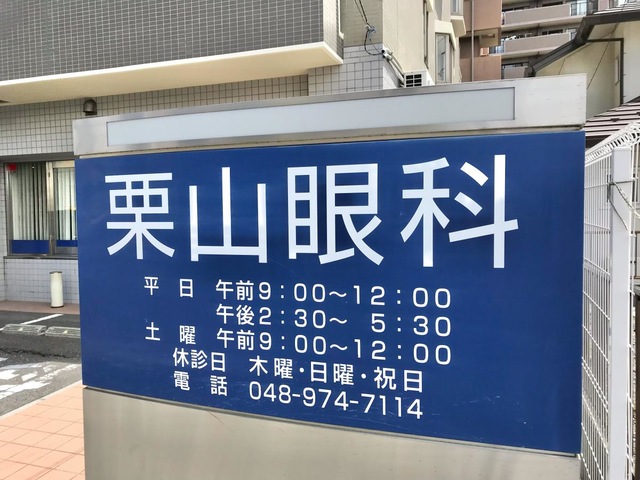 栗山眼科
平日 午前9:00～12:00
午後2:30～ 5:30
土曜 午前9:00～12:00
休診日 木曜・日曜・祝日
電話 048-974-7114